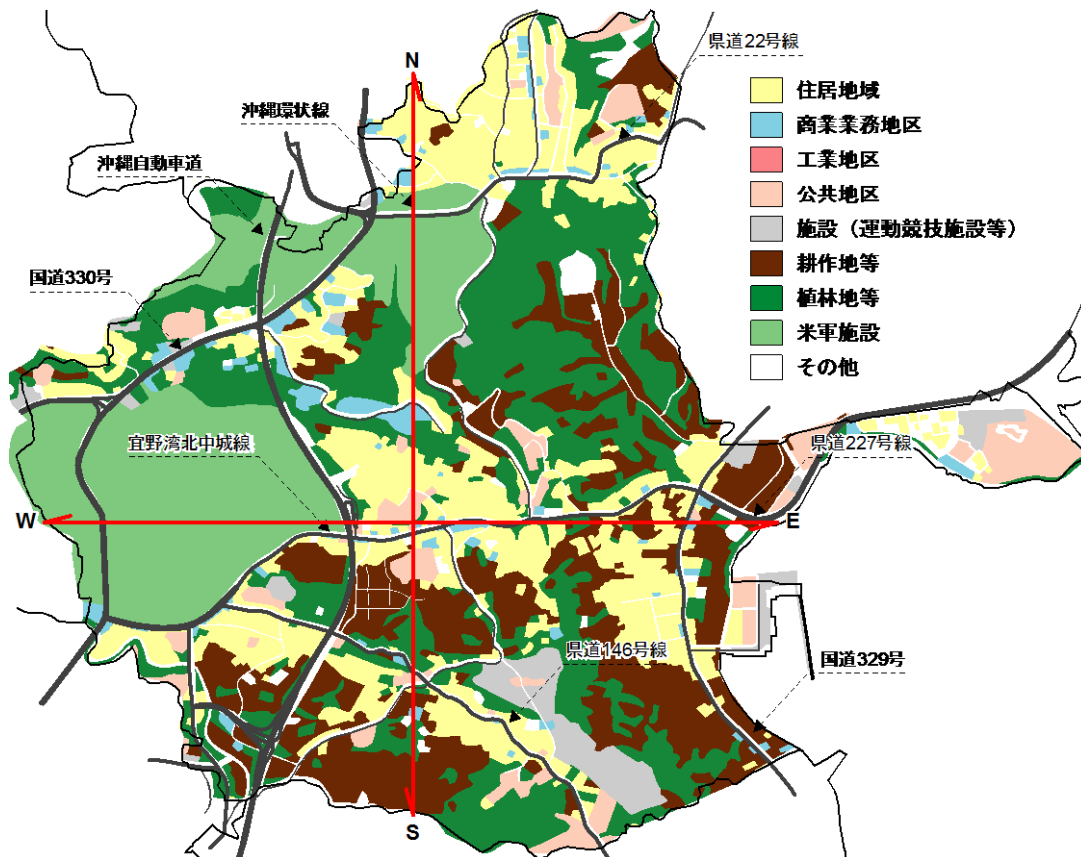 県道22号線
N
沖縄環状線
沖縄自動車道
国道330号
住居地域
商業業務地区
工業地区
公共地区
施設（運動競技施設等）
耕作地等
植林地等
米軍施設
その他
宜野湾北中城線
県道227号線
W
E
県道146号線
国道329号
S